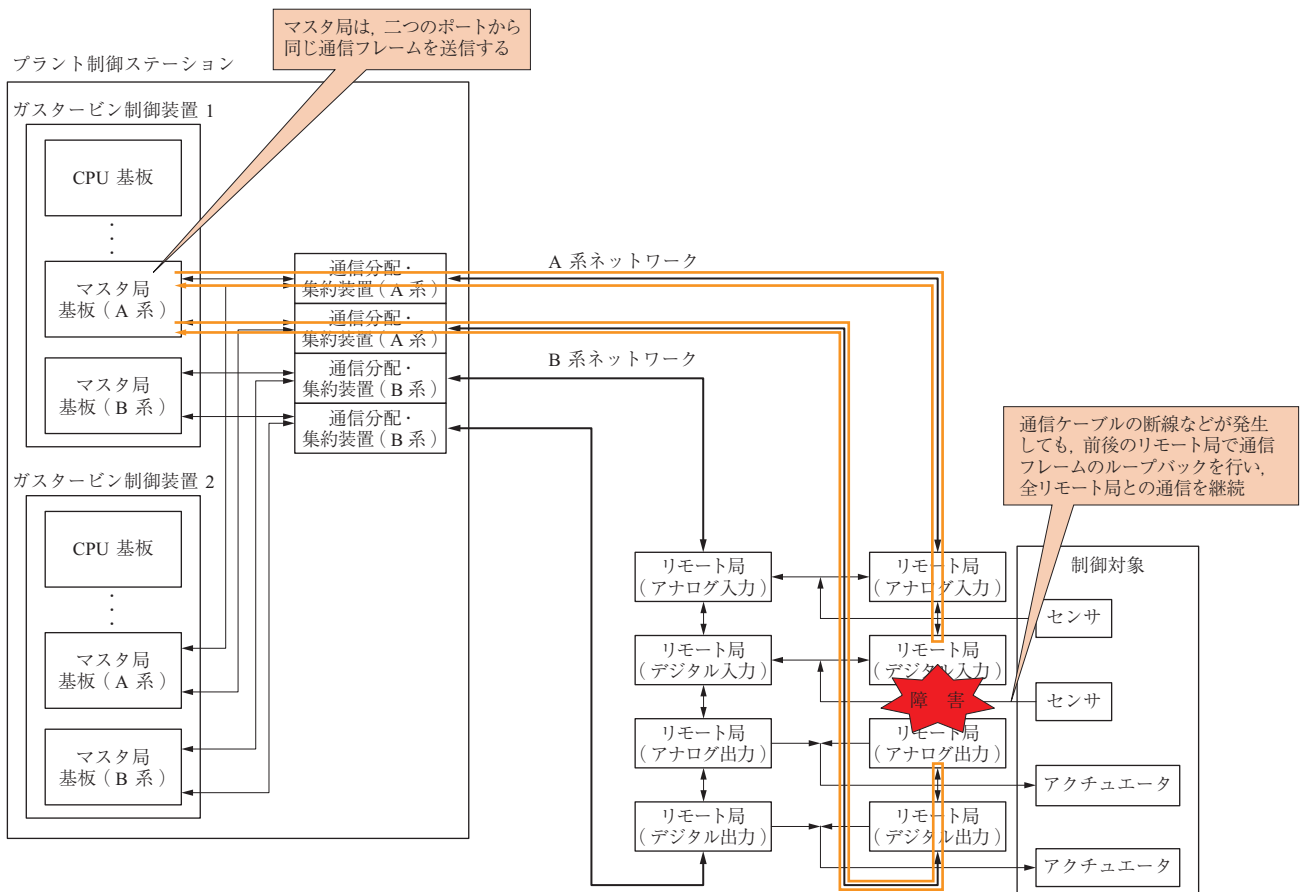 マスタ局は，二つのポートから
同じ通信フレームを送信する
プラント制御ステーション
ガスタービン制御装置 1
CPU 基板
マスタ局
基板（A 系）
マスタ局
基板（B 系）
通信分配・
集約装置（A 系）
通信分配・
集約装置（A 系）
通信分配・
集約装置（B 系）
通信分配・
集約装置（B 系）
A 系ネットワーク
B 系ネットワーク
ガスタービン制御装置 2
CPU 基板
マスタ局
基板（A 系）
マスタ局
基板（B 系）
通信ケーブルの断線などが発生
しても，前後のリモート局で通信
フレームのループバックを行い，
全リモート局との通信を継続
リモート局
（アナログ入力）
リモート局
（デジタル入力）
リモート局
（アナログ出力）
リモート局
（デジタル出力）
リモート局
（アナログ入力）
リモート局
（デジタル入力）
障 害
リモート局
（アナログ出力）
リモート局
（デジタル出力）
制御対象
センサ
センサ
アクチュエータ
アクチュエータ